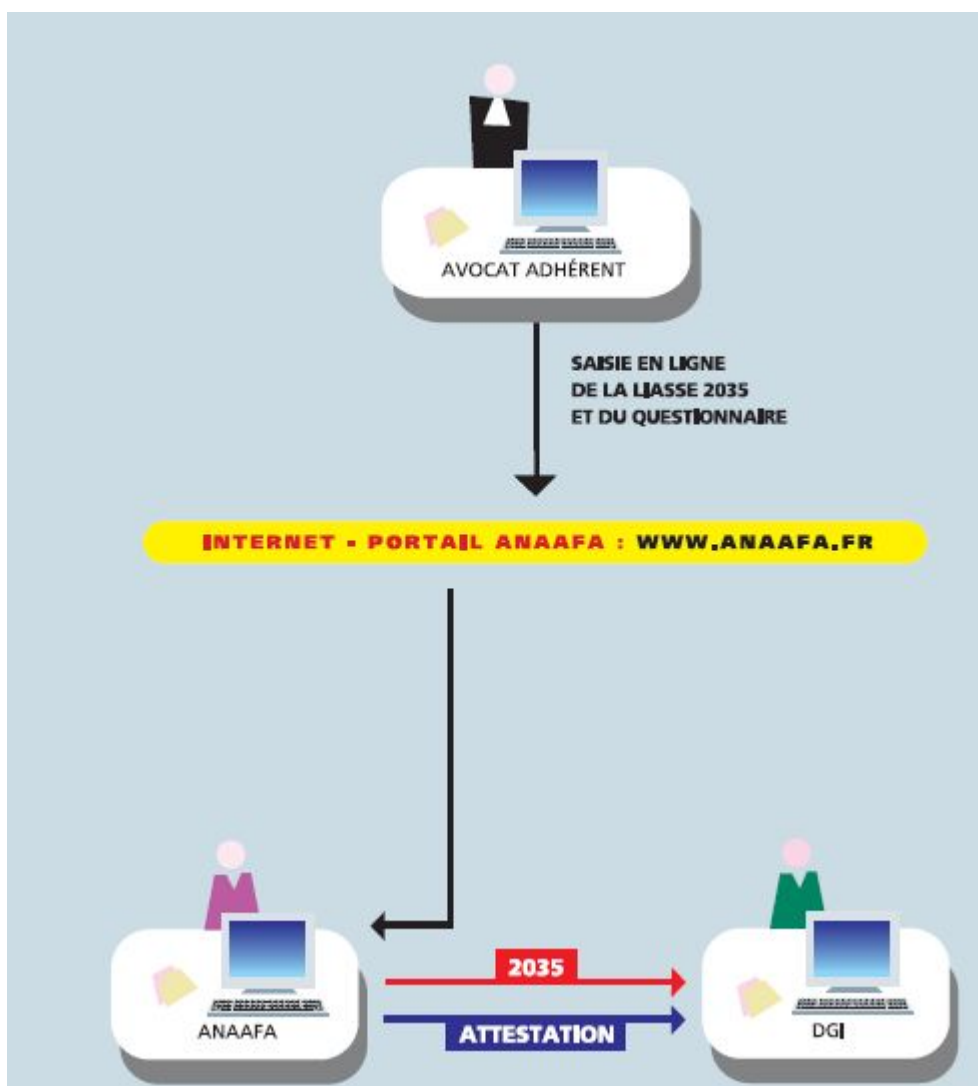 AVOCAT ADHÉRENT
SAISIE EN LIGNE
DE LA LIASSE 2035
ET DU QUESTIONNAIRE
INTERNET - PORTAIL ANAAFA : WWW.ANAAFA.FR
2035
ATTESTATION
ANAAFA
DGI